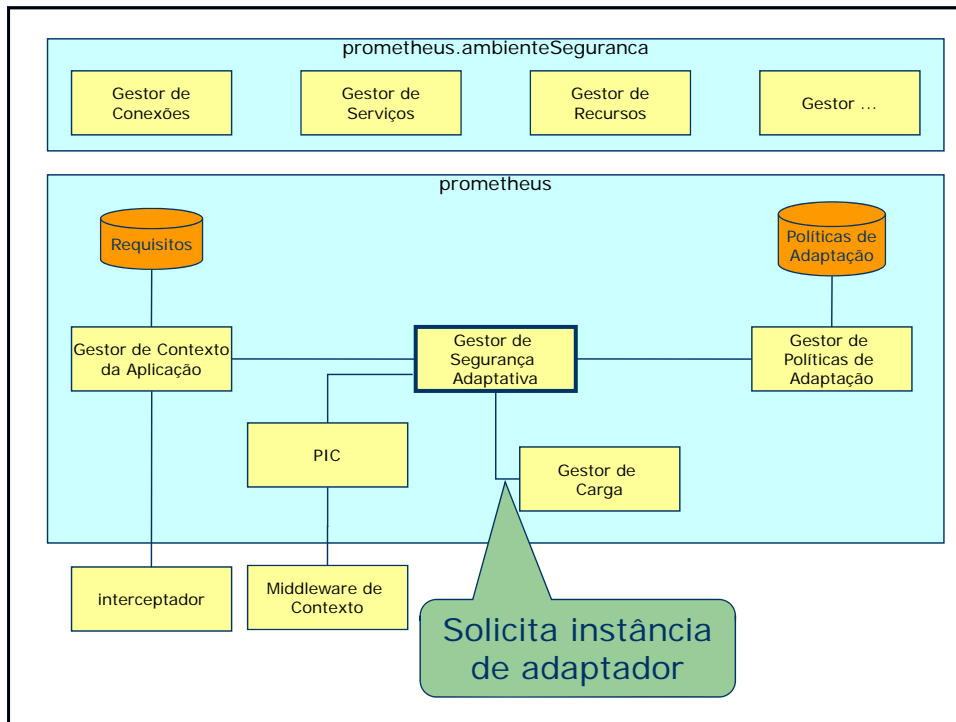 prometheus.ambienteSeguranca
Gestor de
Conexões
Gestor de
Serviços
Gestor de
Recursos
Gestor ...
prometheus
Requisitos
Políticas de
Adaptação
Gestor de Contexto
da Aplicação
Gestor de
Segurança
Adaptativa
Gestor de
Políticas de
Adaptação
PIC
Gestor de
Carga
interceptador
Middleware de
Contexto
Solicita instância
de adaptador